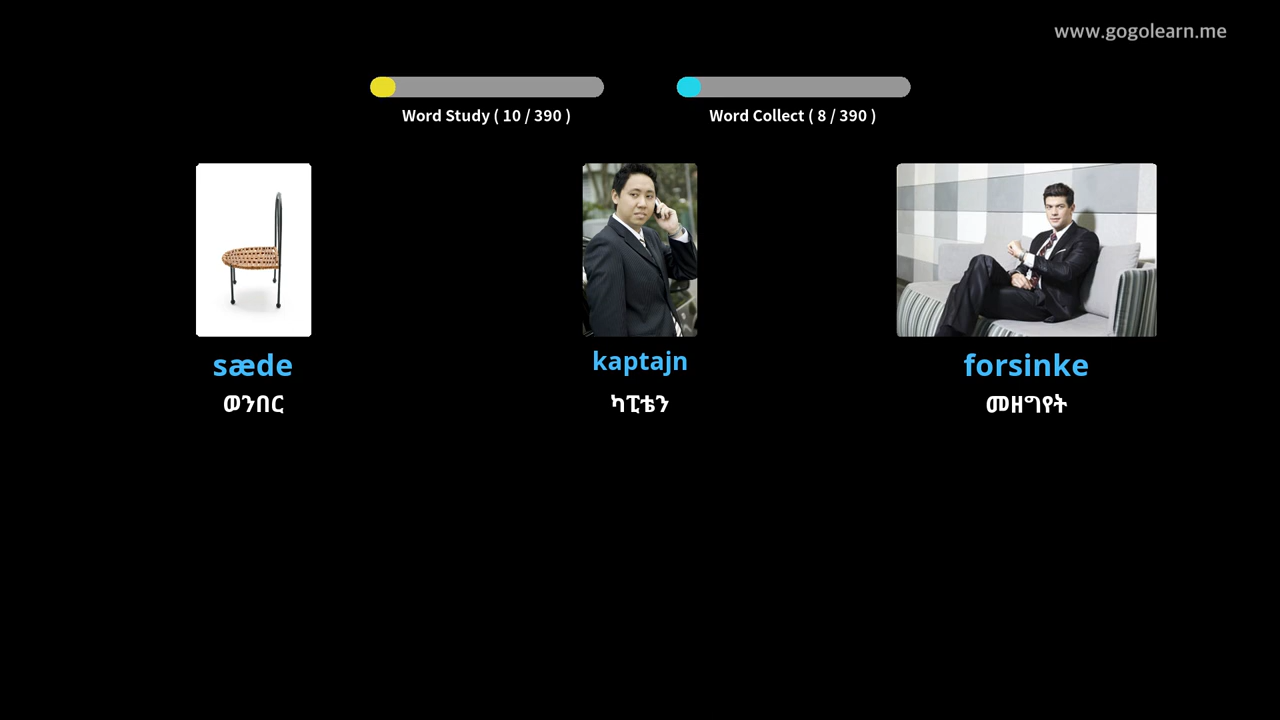 www.gogolearn.me
Word Study ( 10 / 390 )
Word Collect ( 8 / 390 )
sæde
kaptajn
forsinke
ወንበር
ካፒቴን
መዘግየት